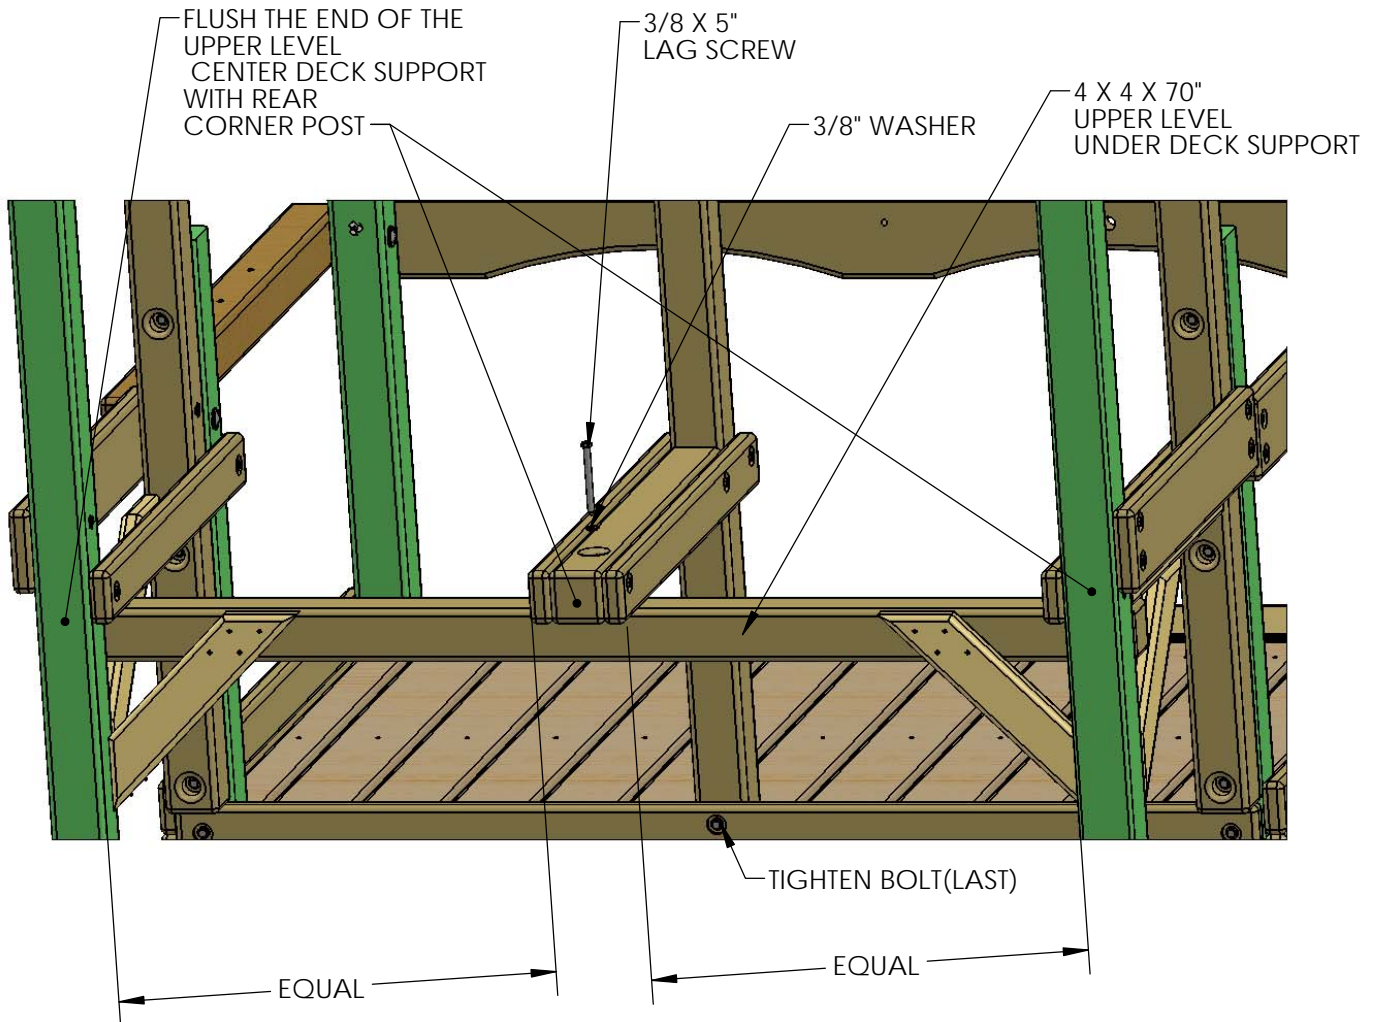 FLUSH THE END OF THE
UPPER LEVEL
CENTER DECK SUPPORT
WITH REAR
CORNER POST
3/8 X 5"
LAG SCREW
3/8" WASHER
4 X 4 X 70"
UPPER LEVEL
UNDER DECK SUPPORT
TIGHTEN BOLT(LAST)
EQUAL
EQUAL